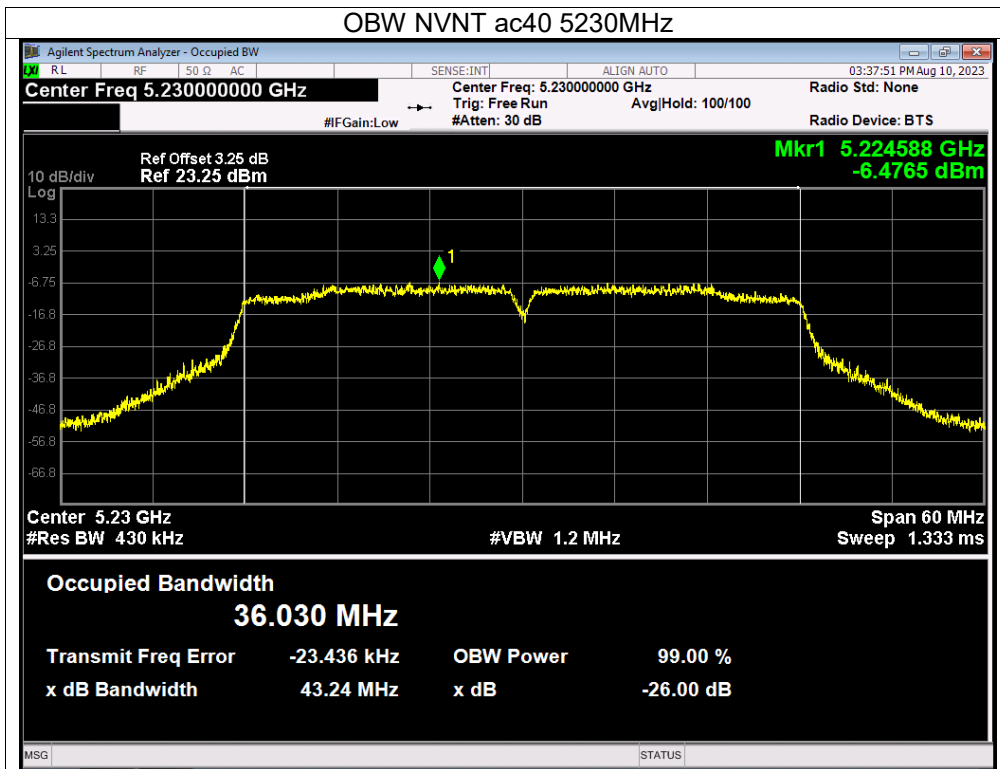 OBW NVNT ac40 5230MHz
Agilent Spectrum Analyzer - Occupied BW
LXI RL RF 50 Ω AC SENSE:INT ALIGN AUTO 03:37:51 PM Aug 10, 2023
Center Freq 5.230000000 GHz Center Freq: 5.230000000 GHz Radio Std: None
Trig: Free Run Avg|Hold: 100/100
#IFGain:Low #Atten: 30 dB Radio Device: BTS
Mkr1 5.224588 GHz
-6.4765 dBm
Ref Offset 3.25 dB
10 dB/div Ref 23.25 dBm
Log
13.3
3.25
1
-6.75
-16.8
-26.8
-36.8
-46.8
-56.8
-66.8
Center 5.23 GHz Span 60 MHz
#Res BW 430 kHz #VBW 1.2 MHz Sweep 1.333 ms
Occupied Bandwidth
36.030 MHz
Transmit Freq Error -23.436 kHz OBW Power 99.00 %
x dB Bandwidth 43.24 MHz x dB -26.00 dB
MSG STATUS